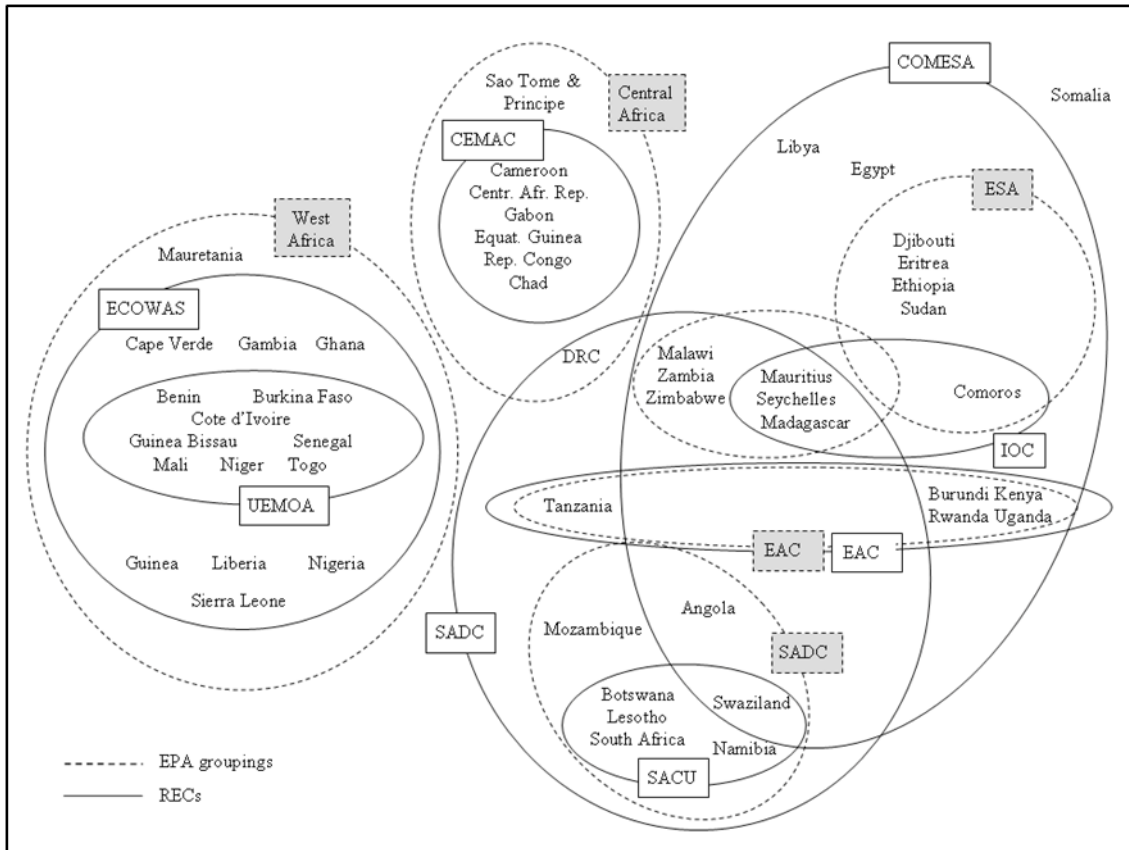 COMESA
Somalia
Sao Tome &
Principe
Central
Africa
CEMAC
Libya
Egypt
ESA
Cameroon
Centr. Afr. Rep.
Gabon
Equat. Guinea
Rep. Congo
Chad
West
Africa
Mauretania
Djibouti
Eritrea
Ethiopia
Sudan
ECOWAS
Cape Verde Gambia Ghana
DRC
Malawi
Zambia
Zimbabwe
Mauritius
Seychelles
Madagascar
Comoros
IOC
Benin Burkina Faso
Cote d'Ivoire
Guinea Bissau Senegal
Mali Niger Togo
UEMOA
Tanzania
Burundi Kenya
Rwanda Uganda
EAC EAC
Guinea Liberia Nigeria
Sierra Leone
SADC
Mozambique
Angola
SADC
Botswana
Lesotho
South Africa
Swaziland
Namibia
SACU
EPA groupings
RECs